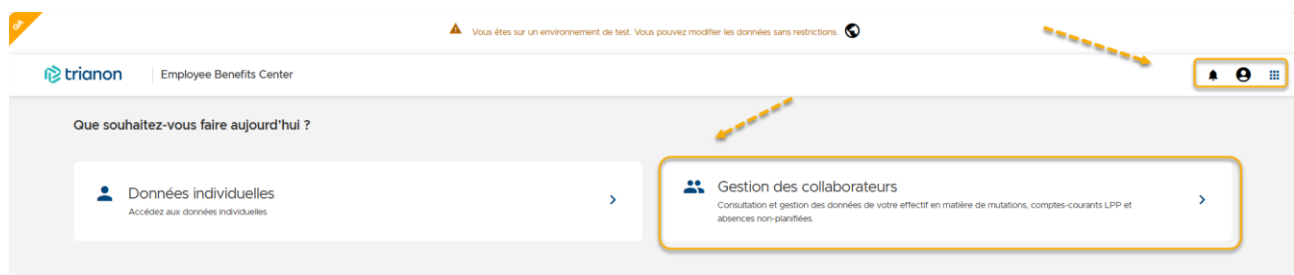 QA
Vous êtes sur un environnement de test. Vous pouvez modifier les données sans restrictions.
trianon Employee Benefits Center
Que souhaitez-vous faire aujourd'hui ?
Données individuelles
Accédez aux données individuelles
Gestion des collaborateurs
Consultation et gestion des données de votre effectif en matière de mutations, comptes-courants LPP et
absences non-planifiées.